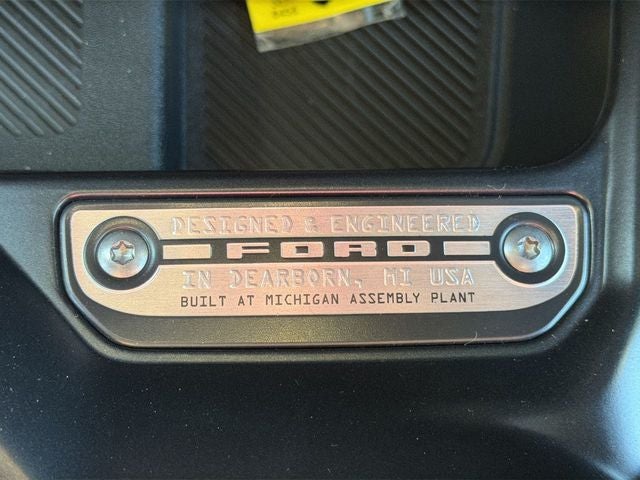 DESIGNED & ENGINEERED
FORD
IN DEARBORN, MI USA
BUILT AT MICHIGAN ASSEMBLY PLANT